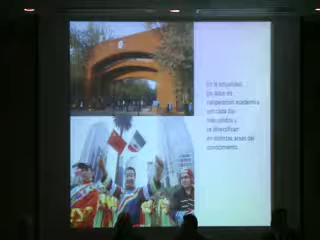 En la actualidad,
los lazos de
cooperación académica
son cada día
más sólidos y
se diversifican
en distintas áreas del
conocimiento.